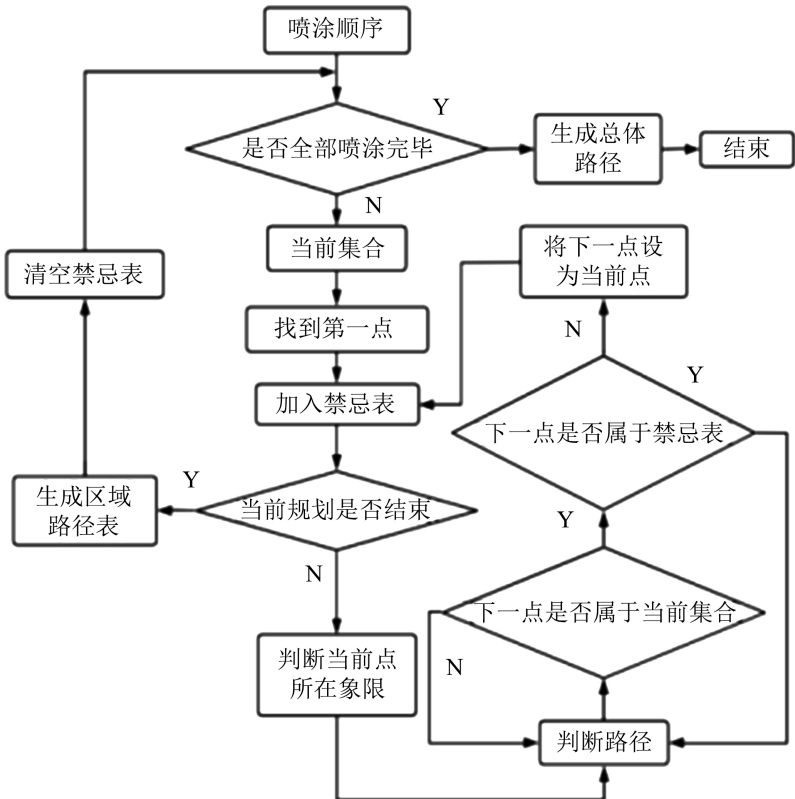 喷涂顺序
Y
是否全部喷涂完毕
生成总体
路径
结束
N
当前集合
将下一点设
为当前点
清空禁忌表
找到第一点
N
加入禁忌表
Y
下一点是否属于禁忌表
Y
生成区域
路径表
当前规划是否结束
Y
N
下一点是否属于当前集合
判断当前点
所在象限
N
判断路径